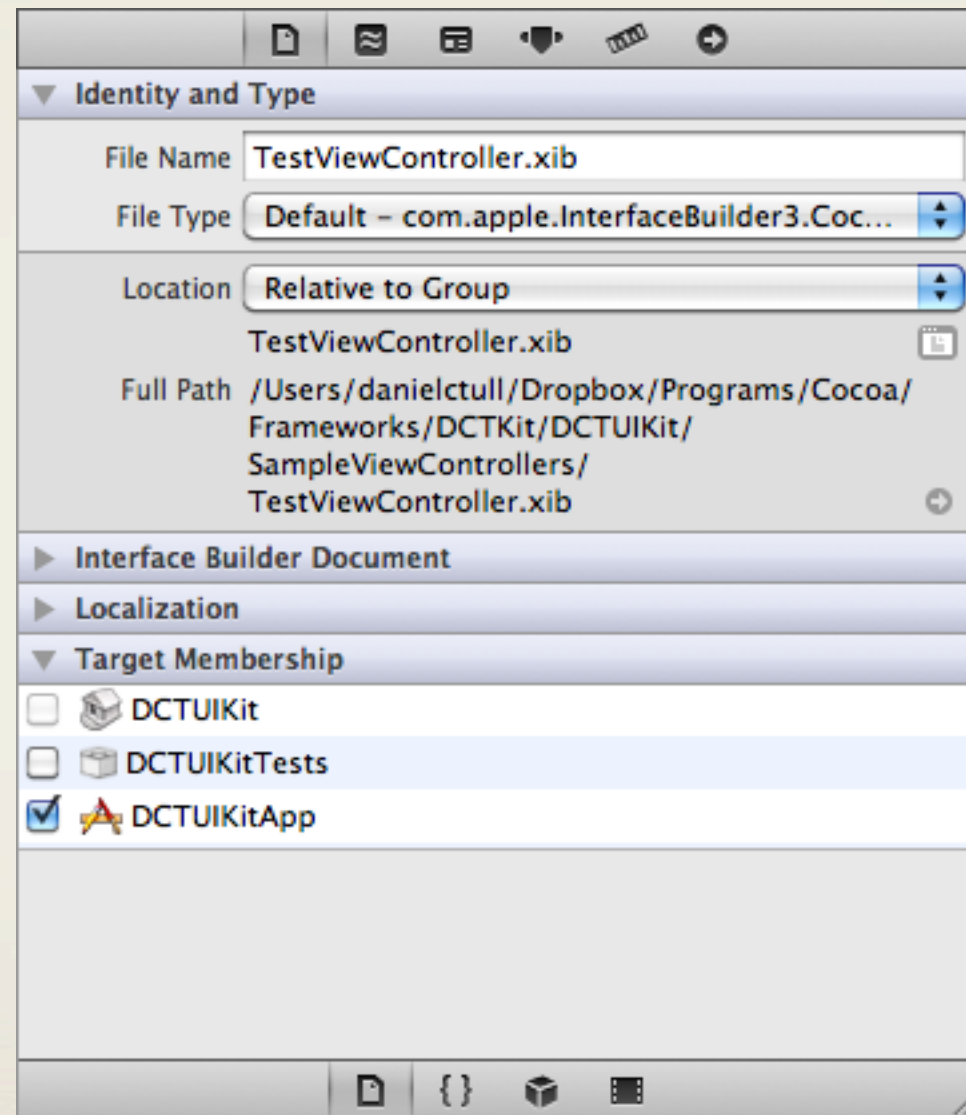 Identity and Type
File Name TestViewController.xib
File Type Default – com.apple.InterfaceBuilder3.Coc...
Location Relative to Group
TestViewController.xib
Full Path /Users/danielctull/Dropbox/Programs/Cocoa/
Frameworks/DCTKit/DCTUIKit/
SampleViewControllers/
TestViewController.xib
Interface Builder Document
Localization
Target Membership
DCTUIKit
DCTUIKitTests
DCTUIKitApp
{}